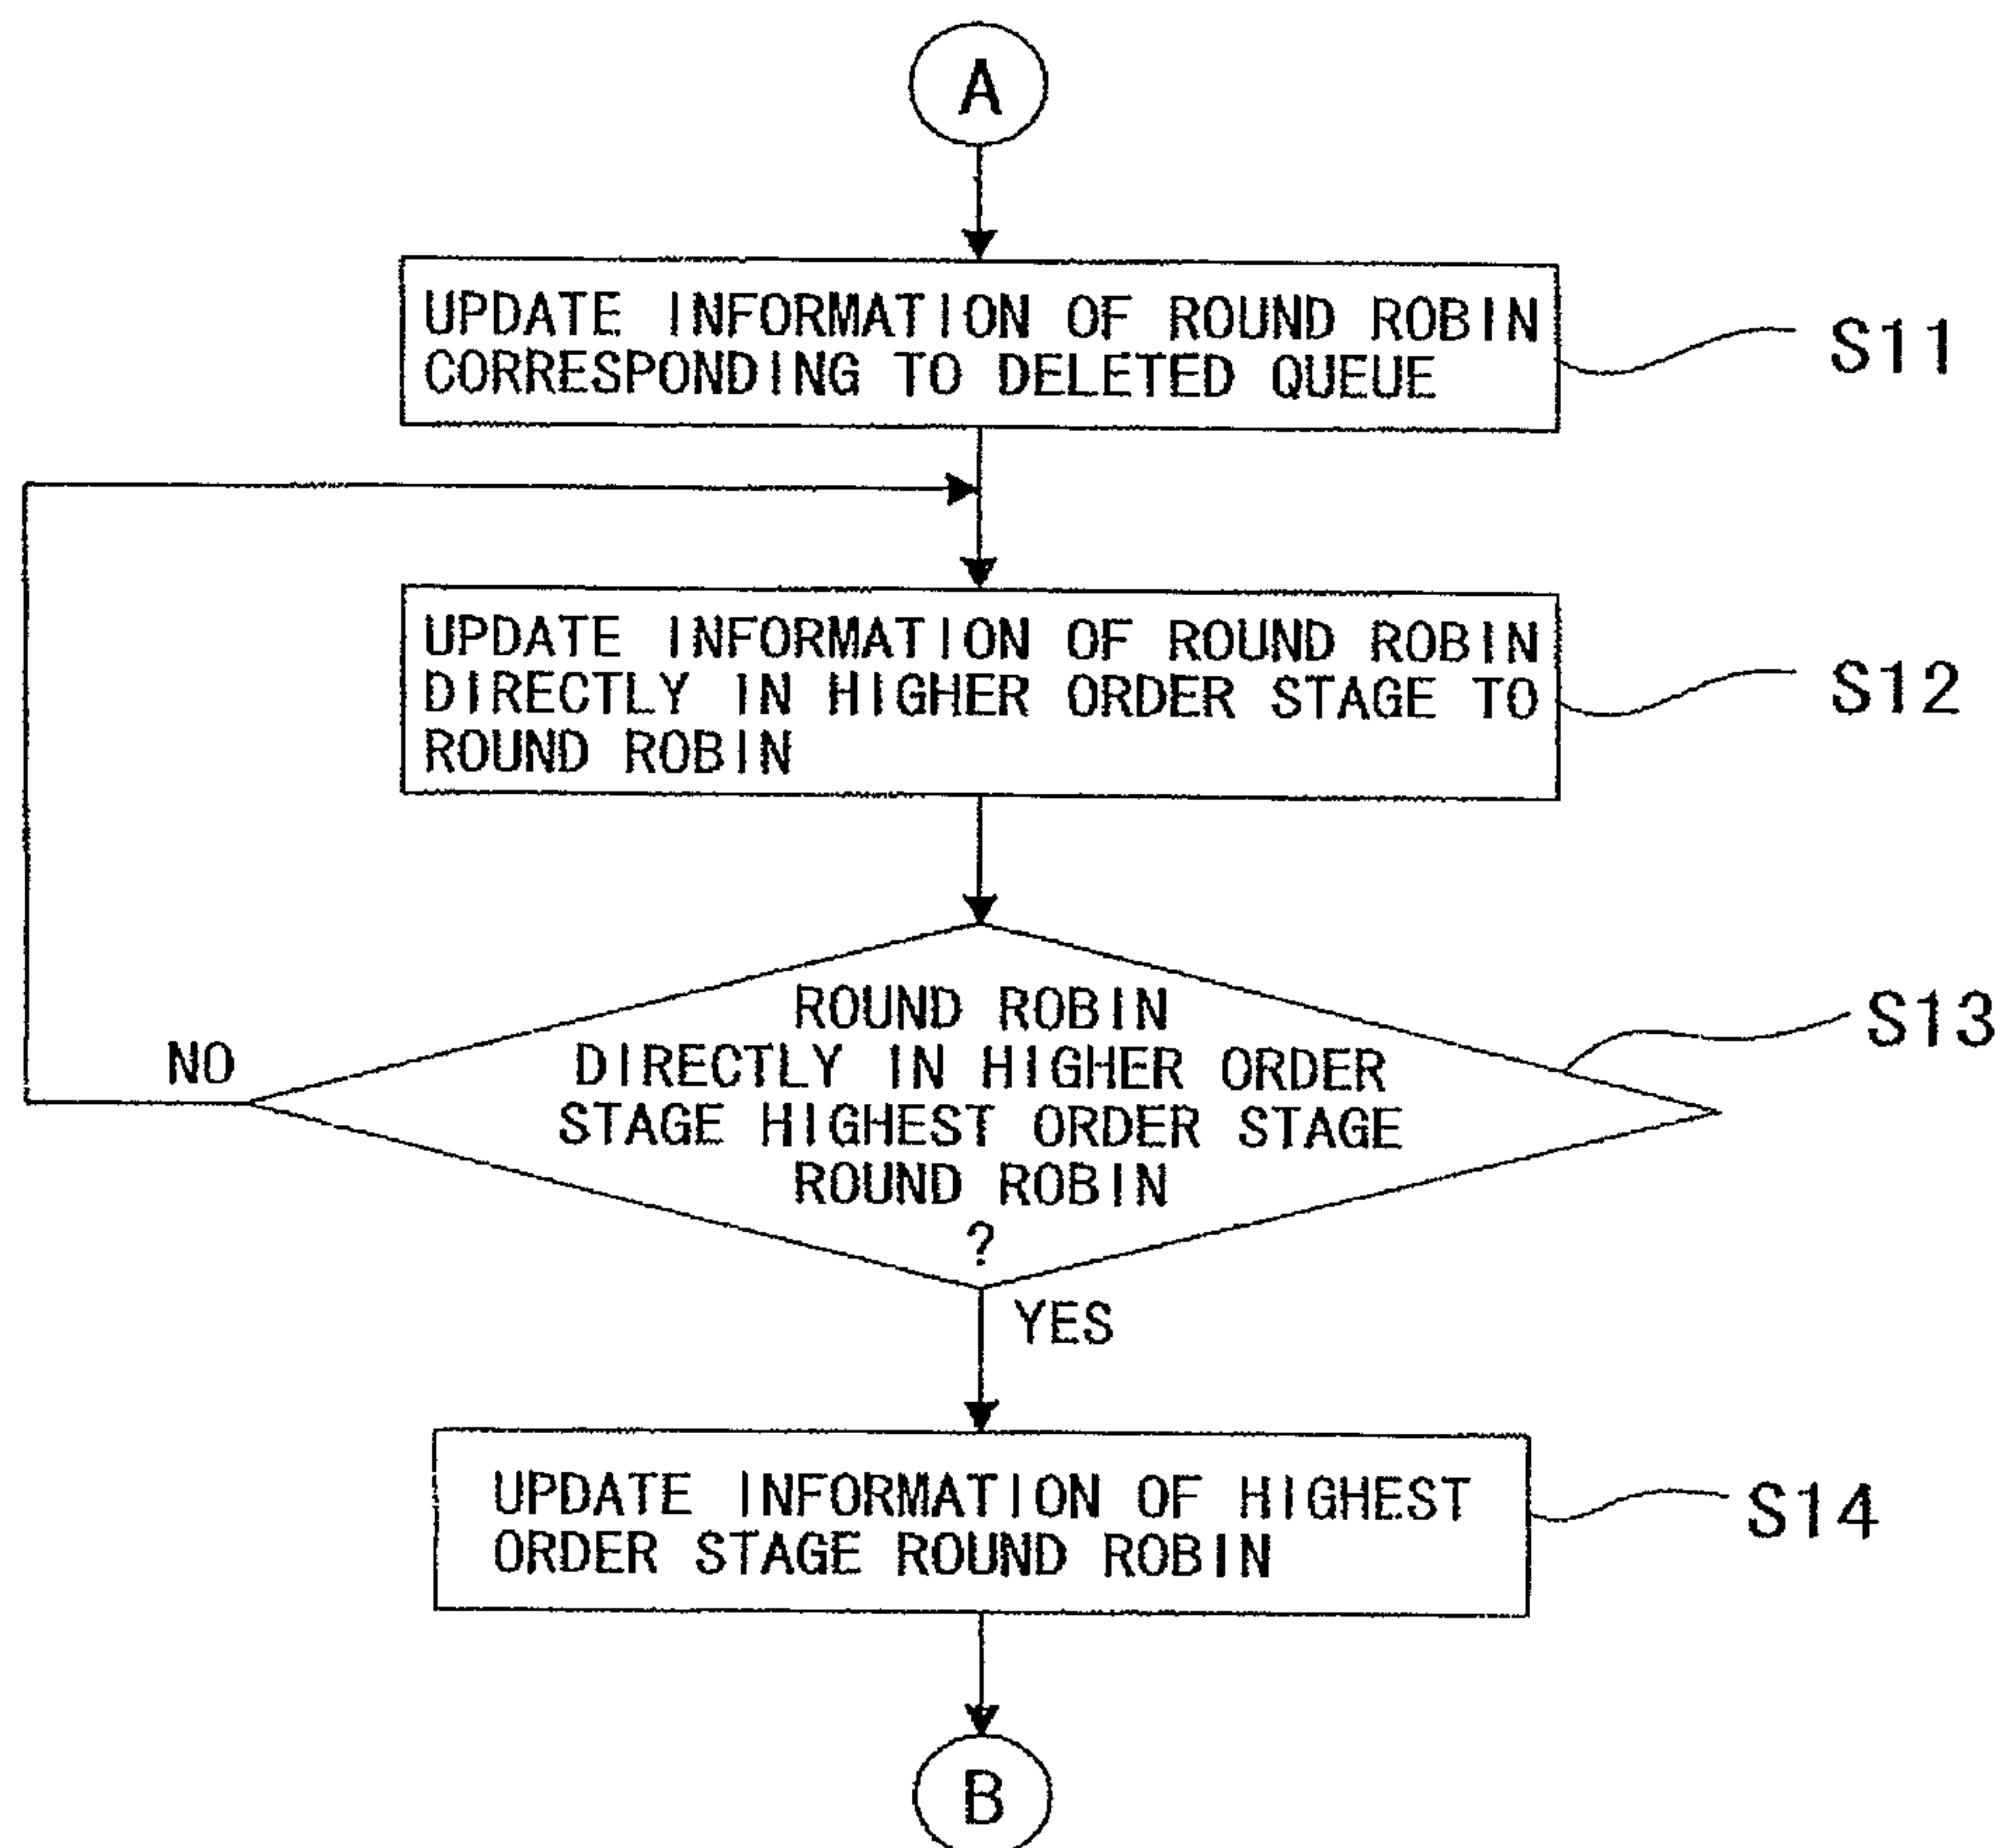 A
UPDATE INFORMATION OF ROUND ROBIN
CORRESPONDING TO DELETED QUEUE
S11
UPDATE INFORMATION OF ROUND ROBIN
DIRECTLY IN HIGHER ORDER STAGE TO
ROUND ROBIN
S12
ROUND ROBIN
DIRECTLY IN HIGHER ORDER
STAGE HIGHEST ORDER STAGE
ROUND ROBIN
?
S13
NO
YES
UPDATE INFORMATION OF HIGHEST
ORDER STAGE ROUND ROBIN
S14
B